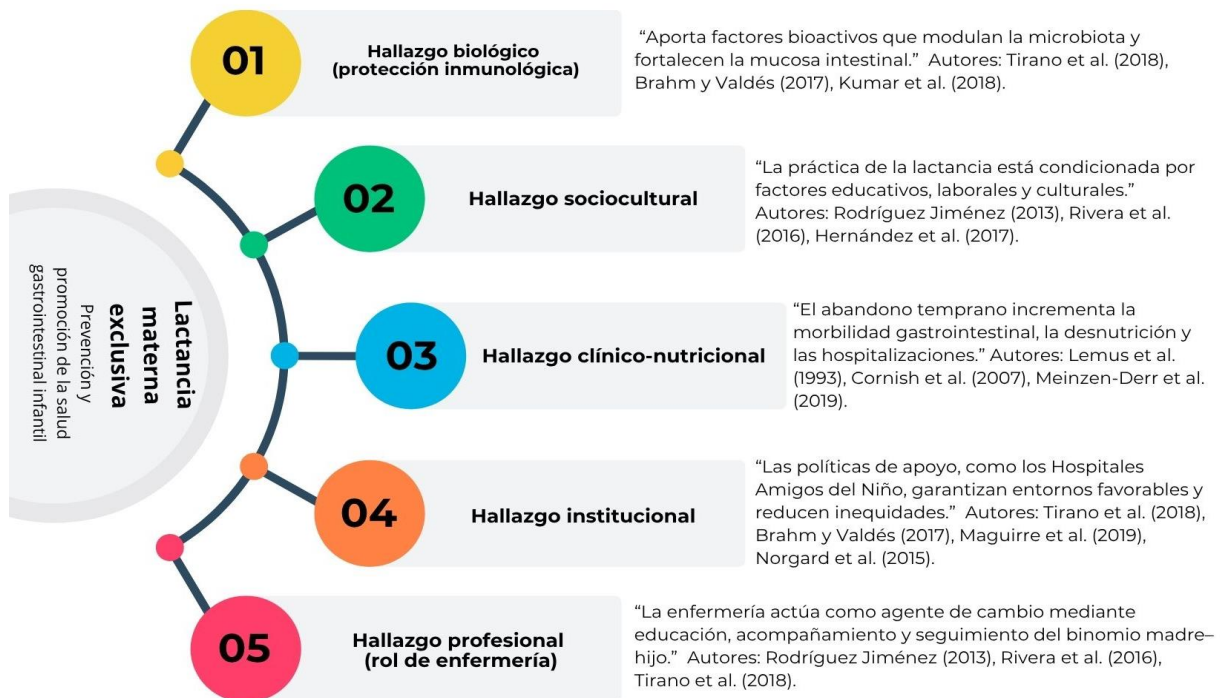 Lactancia
materna
exclusiva
Prevención y
promoción de la salud
gastrointestinal infantil
01
Hallazgo biológico
(protección inmunológica)
“Aporta factores bioactivos que modulan la microbiota y
fortalecen la mucosa intestinal.” Autores: Tirano et al. (2018),
Brahm y Valdés (2017), Kumar et al. (2018).
02
Hallazgo sociocultural
“La práctica de la lactancia está condicionada por
factores educativos, laborales y culturales.”
Autores: Rodríguez Jiménez (2013), Rivera et al.
(2016), Hernández et al. (2017).
03
Hallazgo clínico-nutricional
“El abandono temprano incrementa la
morbilidad gastrointestinal, la desnutrición y
las hospitalizaciones.” Autores: Lemus et al.
(1993), Cornish et al. (2007), Meinzen-Derr et al.
(2019).
04
Hallazgo institucional
“Las políticas de apoyo, como los Hospitales
Amigos del Niño, garantizan entornos favorables y
reducen inequidades.” Autores: Tirano et al. (2018),
Brahm y Valdés (2017), Maguirre et al. (2019),
Norgard et al. (2015).
05
Hallazgo profesional
(rol de enfermería)
“La enfermería actúa como agente de cambio mediante
educación, acompañamiento y seguimiento del binomio madre–
hijo.” Autores: Rodríguez Jiménez (2013), Rivera et al. (2016),
Tirano et al. (2018).